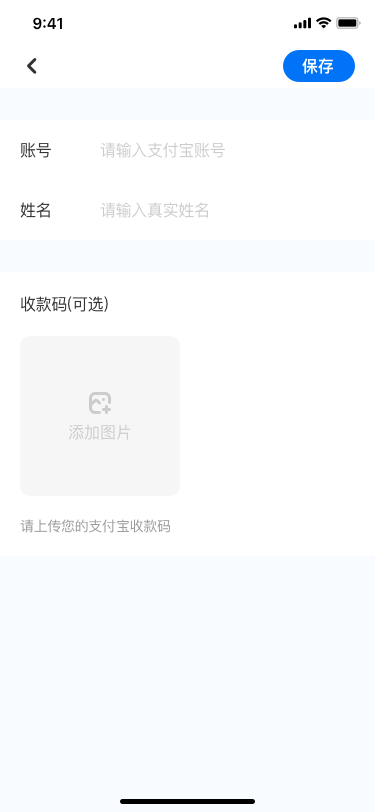 9:41
保存
账号 请输入支付宝账号
姓名 请输入真实姓名
收款码(可选)
添加图片
请上传您的支付宝收款码